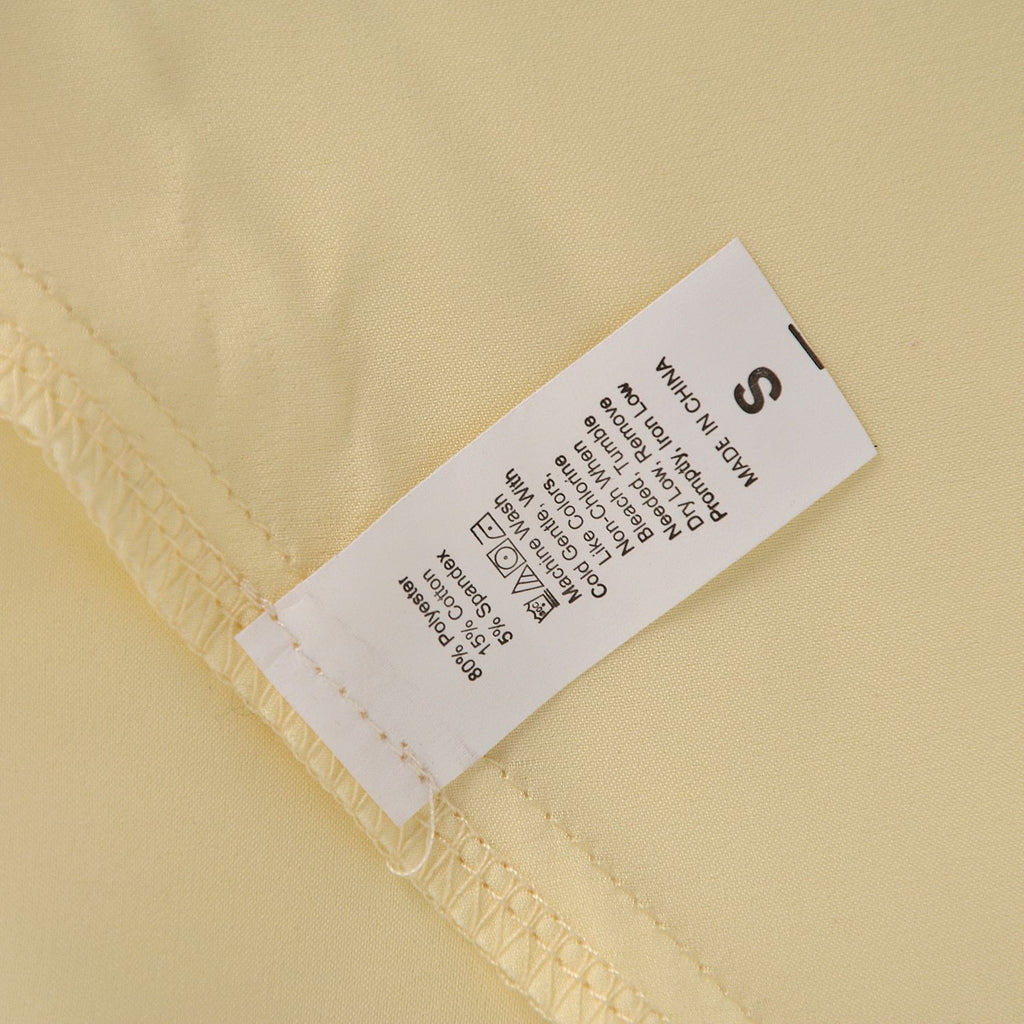 80% Polyester
15% Cotton
5% Spandex
Machine Wash
Cold Gentle, With
Like Colors,
Non-Chlorine
Bleach When
Needed, Tumble
Dry Low, Remove
Promptly, Iron Low
MADE IN CHINA
S